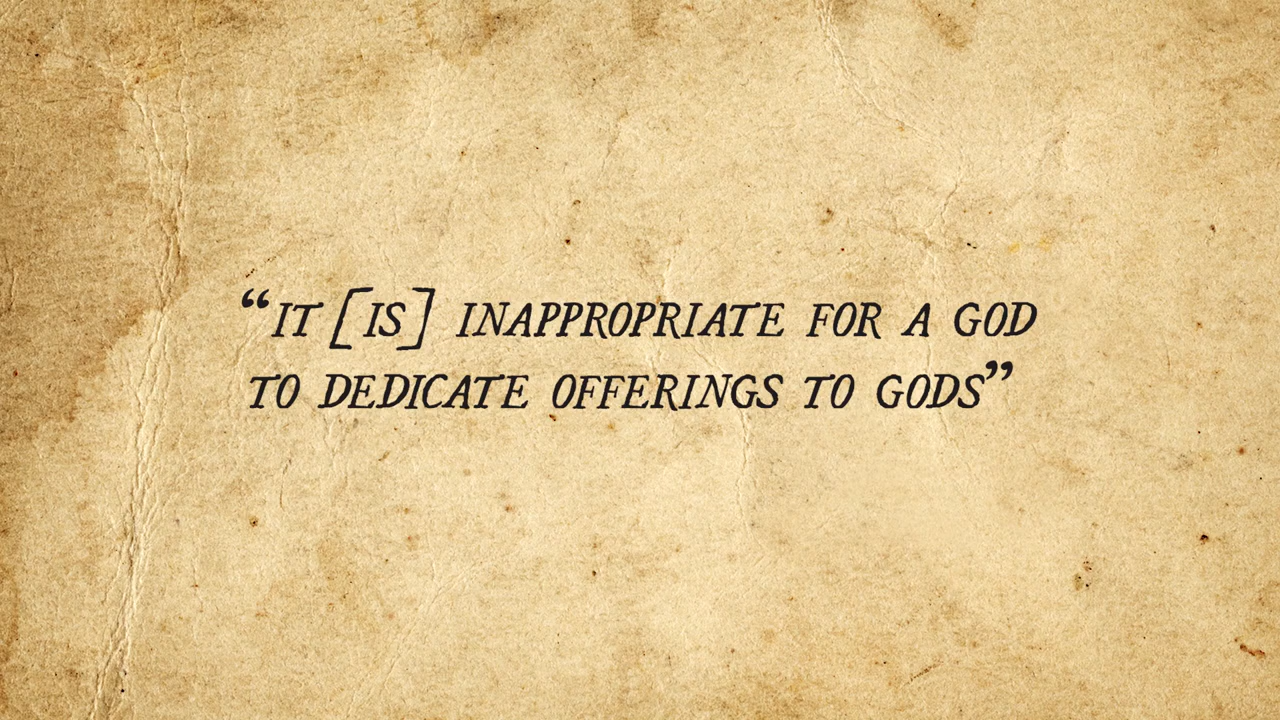 “IT [IS] INAPPROPRIATE FOR A GOD
TO DEDICATE OFFERINGS TO GODS”